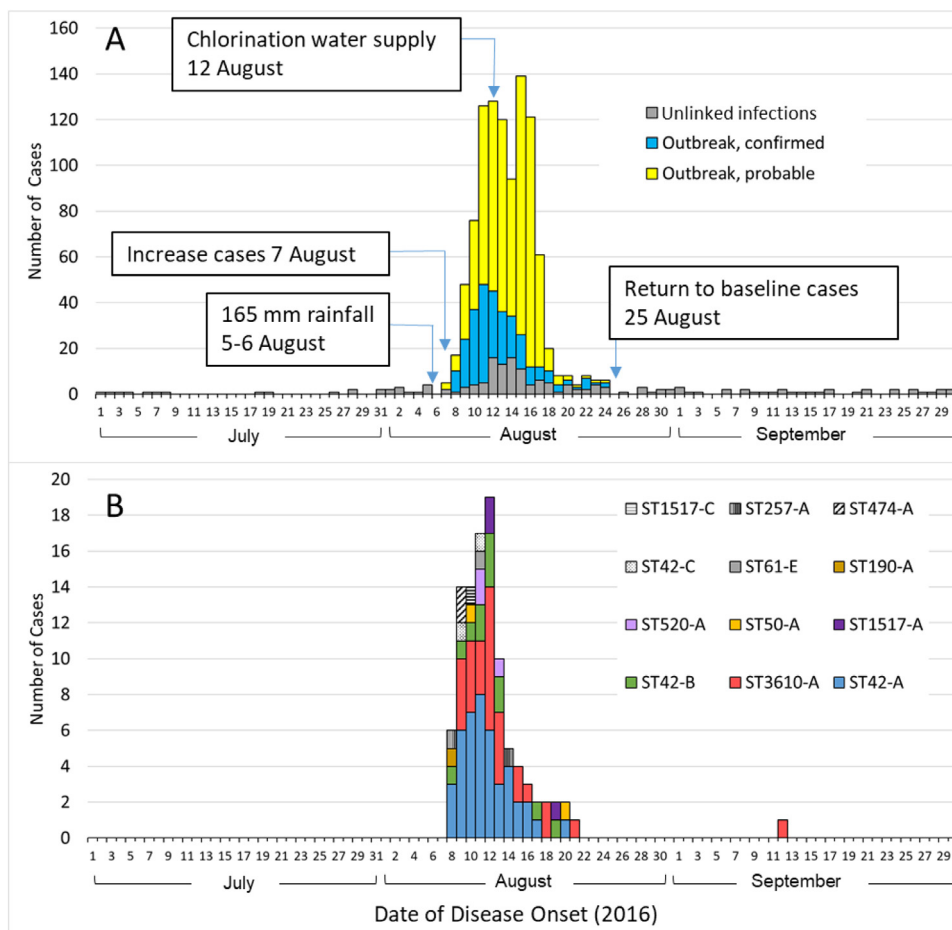 A
160
140
120
100
80
60
40
20
0
Number of Cases
Chlorination water supply
12 August
Unlinked infections
Outbreak, confirmed
Outbreak, probable
Increase cases 7 August
165 mm rainfall
5-6 August
Return to baseline cases
25 August
1 3 5 7 9 11 13 15 17 19 21 23 25 27 29 31 2 4 6 8 10 12 14 16 18 20 22 24 26 28 30 1 3 5 7 9 11 13 15 17 19 21 23 25 27 29
July August September
B
20
18
16
14
12
10
8
6
4
2
0
Number of Cases
ST1517-C ST257-A ST474-A
ST42-C ST61-E ST190-A
ST520-A ST50-A ST1517-A
ST42-B ST3610-A ST42-A
1 3 5 7 9 11 13 15 17 19 21 23 25 27 29 31 2 4 6 8 10 12 14 16 18 20 22 24 26 28 30 1 3 5 7 9 11 13 15 17 19 21 23 25 27 29
July August September
Date of Disease Onset (2016)